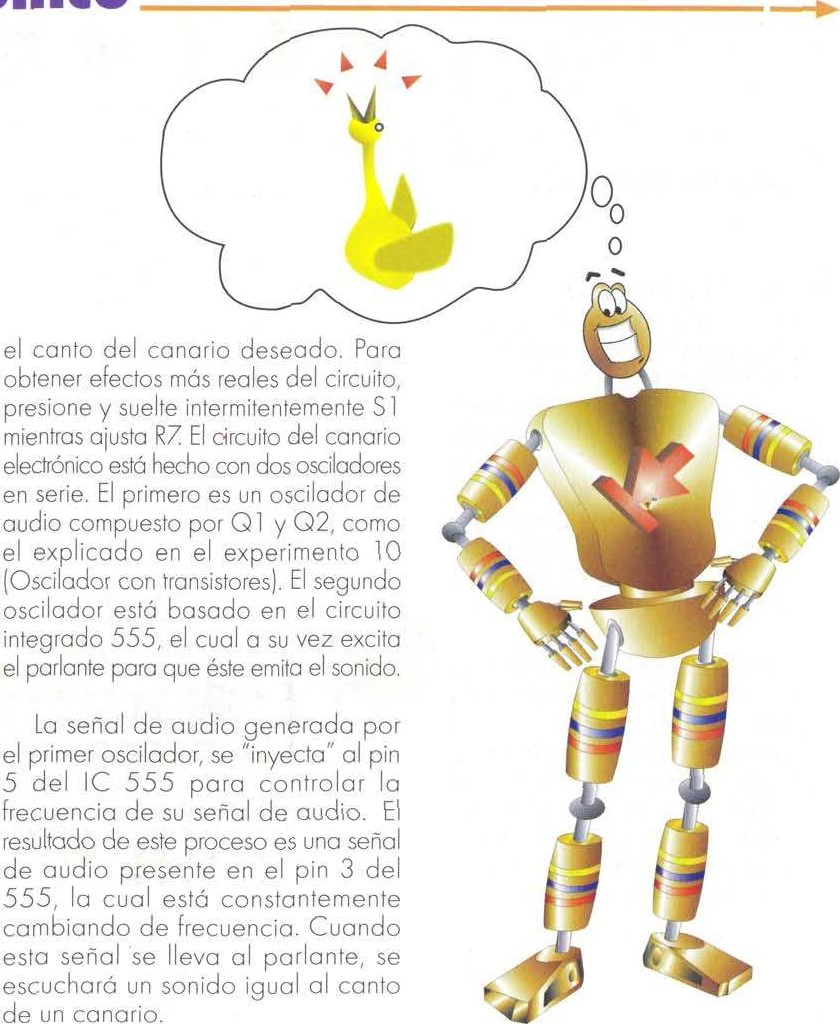 el canto del canario deseado. Para
obtener efectos más reales del circuito,
presione y suelte intermitentemente S1
mientras ajusta R7. El circuito del canario
electrónico está hecho con dos osciladores
en serie. El primero es un oscilador de
audio compuesto por Q1 y Q2, como
el explicado en el experimento 10
(Oscilador con transistores). El segundo
oscilador está basado en el circuito
integrado 555, el cual a su vez excita
el parlante para que éste emita el sonido.
La señal de audio generada por
el primer oscilador, se "inyecta" al pin
5 del IC 555 para controlar la
frecuencia de su señal de audio. El
resultado de este proceso es una señal
de audio presente en el pin 3 del
555, la cual está constantemente
cambiando de frecuencia. Cuando
esta señal se lleva al parlante, se
escuchará un sonido igual al canto
de un canario.